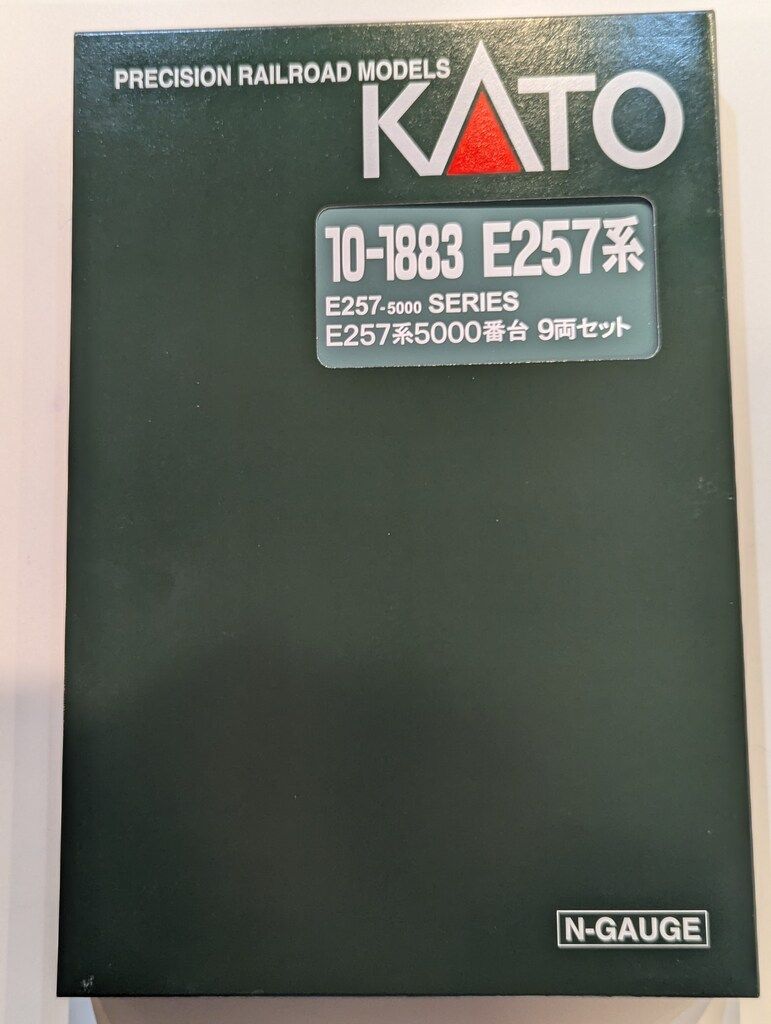 PRECISION RAILROAD MODELS
KATO
10-1883 E257系
E257-5000 SERIES
E257系5000番台 9両セット
N-GAUGE